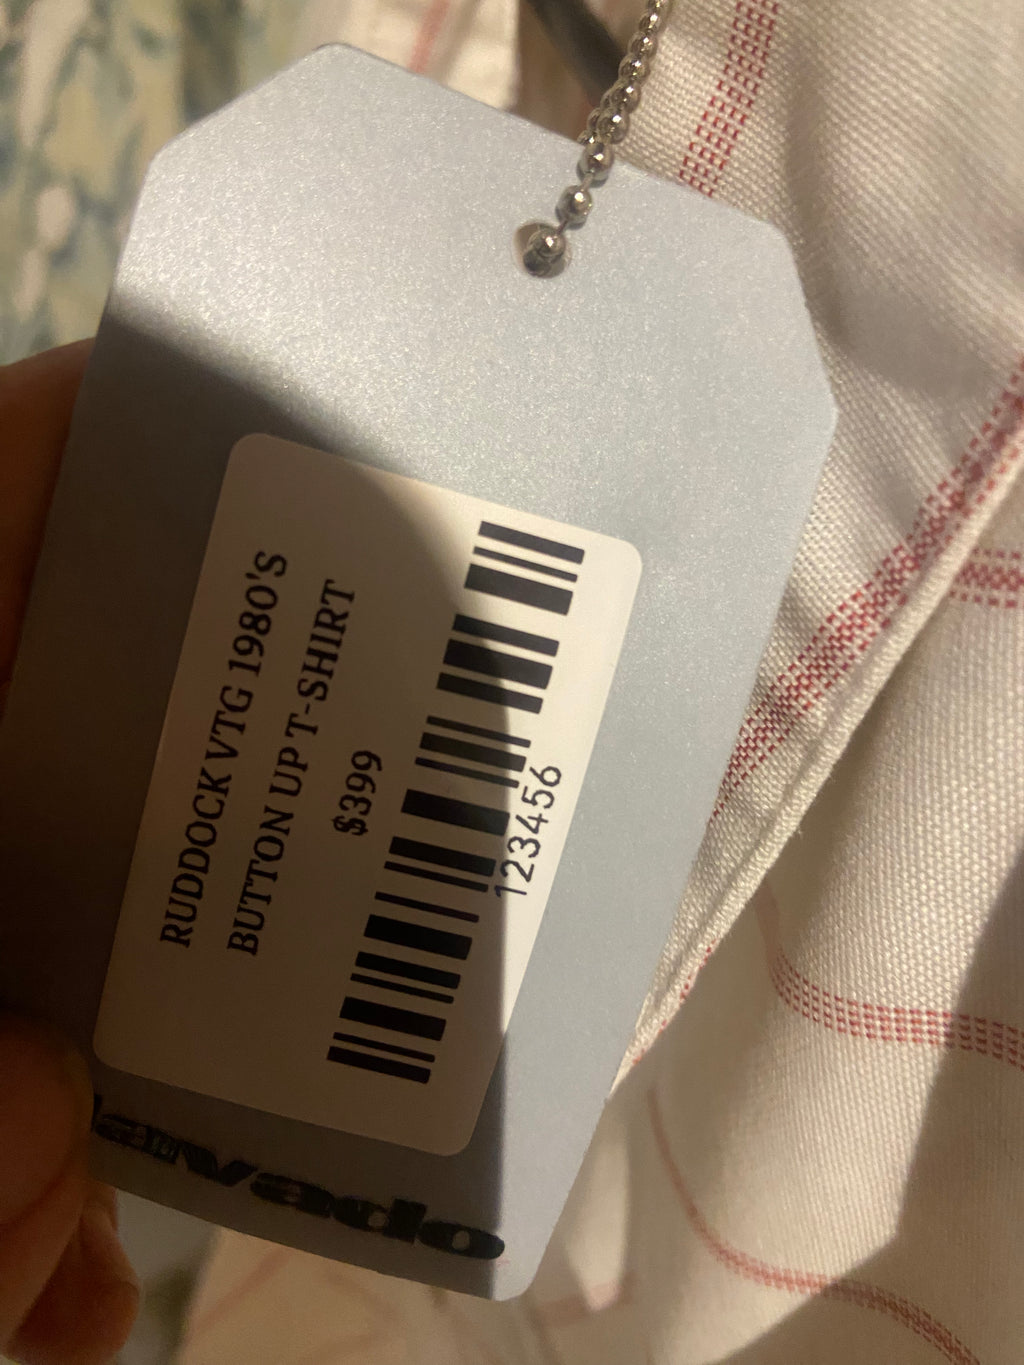 RUDDOCK VTG 1980'S
BUTTON UP T-SHIRT
$399
123456